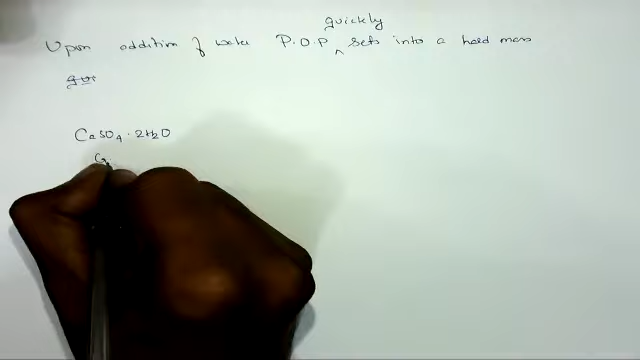 quickly
Upon addition of water P.O.P ^ sets into a hard mass
CaSO4 · 2H2O
G